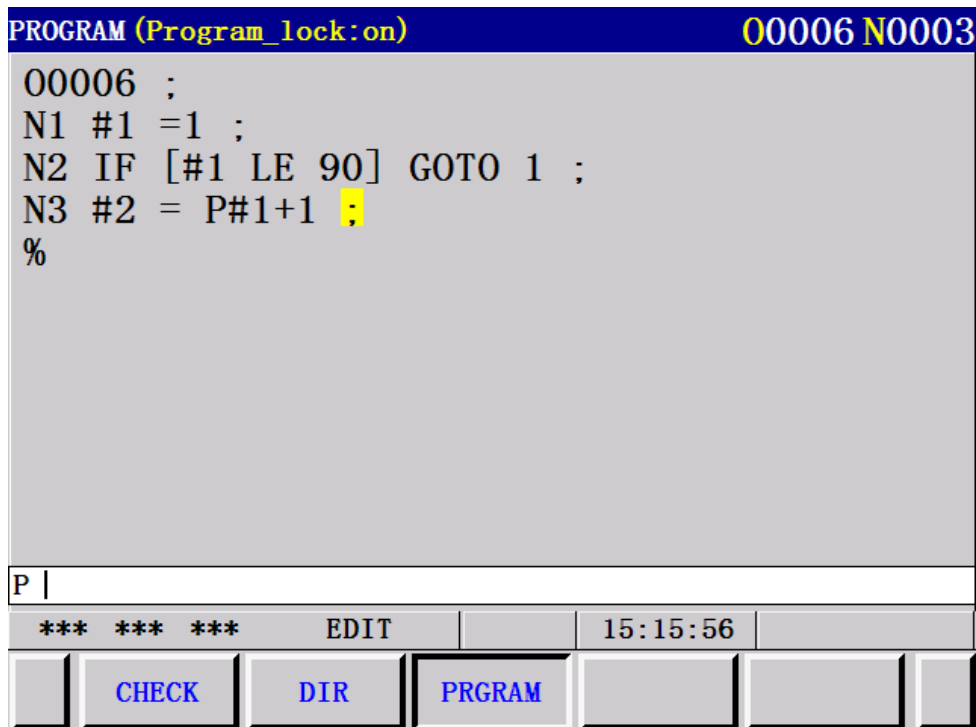 PROGRAM (Program_lock:on) O0006 N0003
O0006 ;
N1 #1 =1 ;
N2 IF [#1 LE 90] GOTO 1 ;
N3 #2 = P#1+1 ;
%
P
*** *** *** EDIT 15:15:56
CHECK DIR PRGRAM